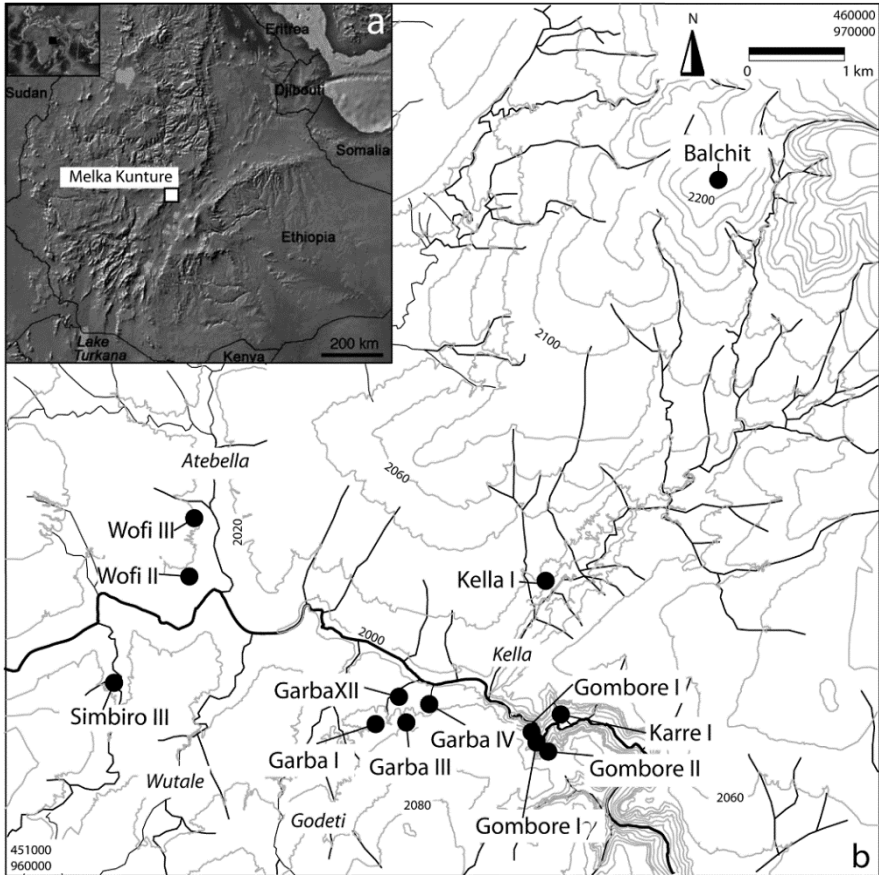 a
Eritrea
Sudan
Djibouti
Somalia
Melka Kunture
Ethiopia
Lake
Turkana
Kenya
200 km
460000
970000
N
0 1 km
Balchit
2200
2100
2060
Atebella
Wofi III
2020
Wofi II
Kella I
2000
Kella
GarbaXII
Gombore I
Simbiro III
Garba IV
Karre I
Garba I
Garba III
Gombore II
Wutale
2080
2060
Godeti
Gombore Iγ
451000
960000
b